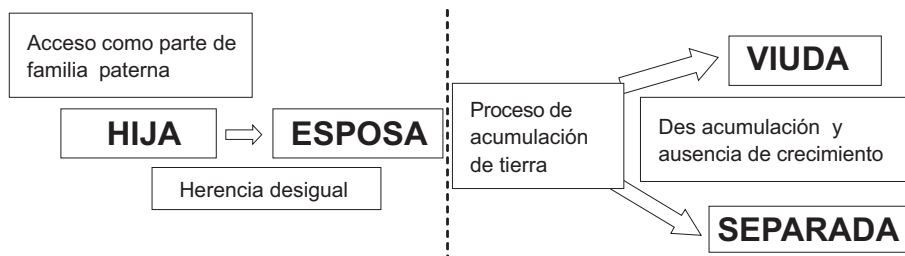 Acceso como parte de
familia paterna
HIJA
ESPOSA
Herencia desigual
Proceso de
acumulación
de tierra
VIUDA
Des acumulación y
ausencia de crecimiento
SEPARADA